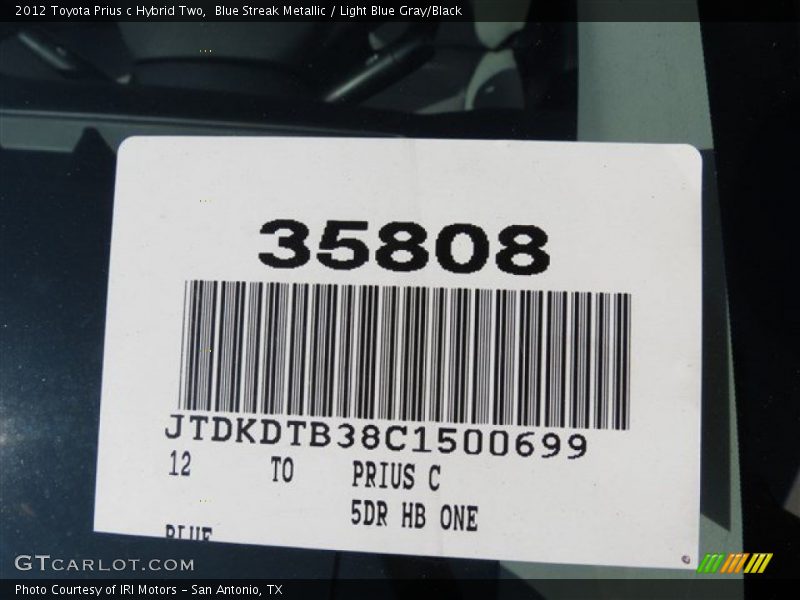 2012 Toyota Prius c Hybrid Two,  Blue Streak Metallic / Light Blue Gray/Black
35808
JTDKDTB38C1500699
12 TO PRIUS C
5DR HB ONE
BLUE
GTCARLOT.COM
Photo Courtesy of IRI Motors - San Antonio, TX